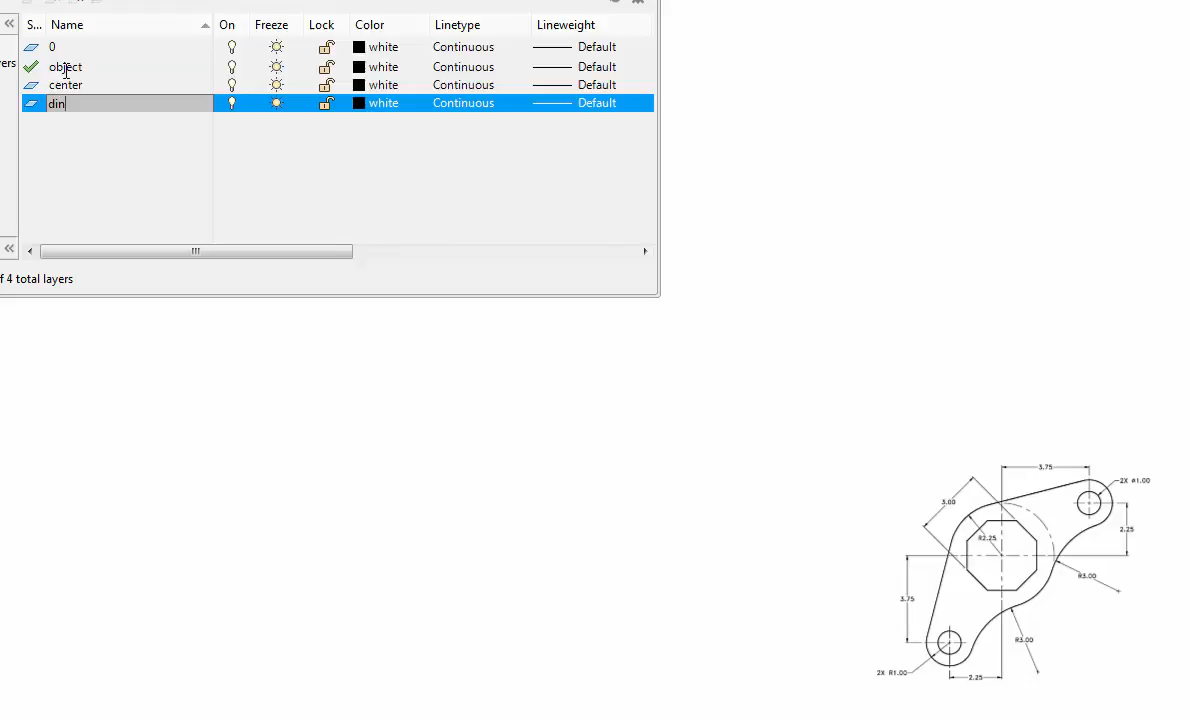 S... Name On Freeze Lock Color Linetype Lineweight
0 white Continuous Default
object white Continuous Default
center white Continuous Default
din white Continuous Default
f 4 total layers
3.75
2X ø1.00
3.00
2.25
R2.25
R3.00
3.75
R3.00
2X R1.00
2.25